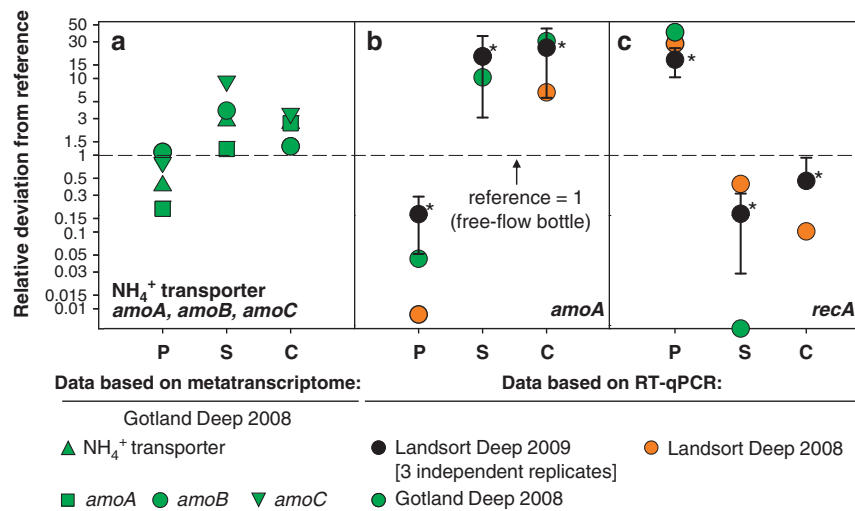 Relative deviation from reference
50
30
15
10
5
3
1.5
1
0.5
0.3
0.15
0.1
0.05
0.03
0.015
0.01
a
NH₄⁺ transporter
amoA, amoB, amoC
b
*
*
*
reference = 1
(free-flow bottle)
amoA
c
*
*
*
recA
P S C P S C P S C
Data based on metatranscriptome:
Gotland Deep 2008
NH₄⁺ transporter
amoA amoB amoC
Data based on RT-qPCR:
Landsort Deep 2009
[3 independent replicates]
Gotland Deep 2008
Landsort Deep 2008